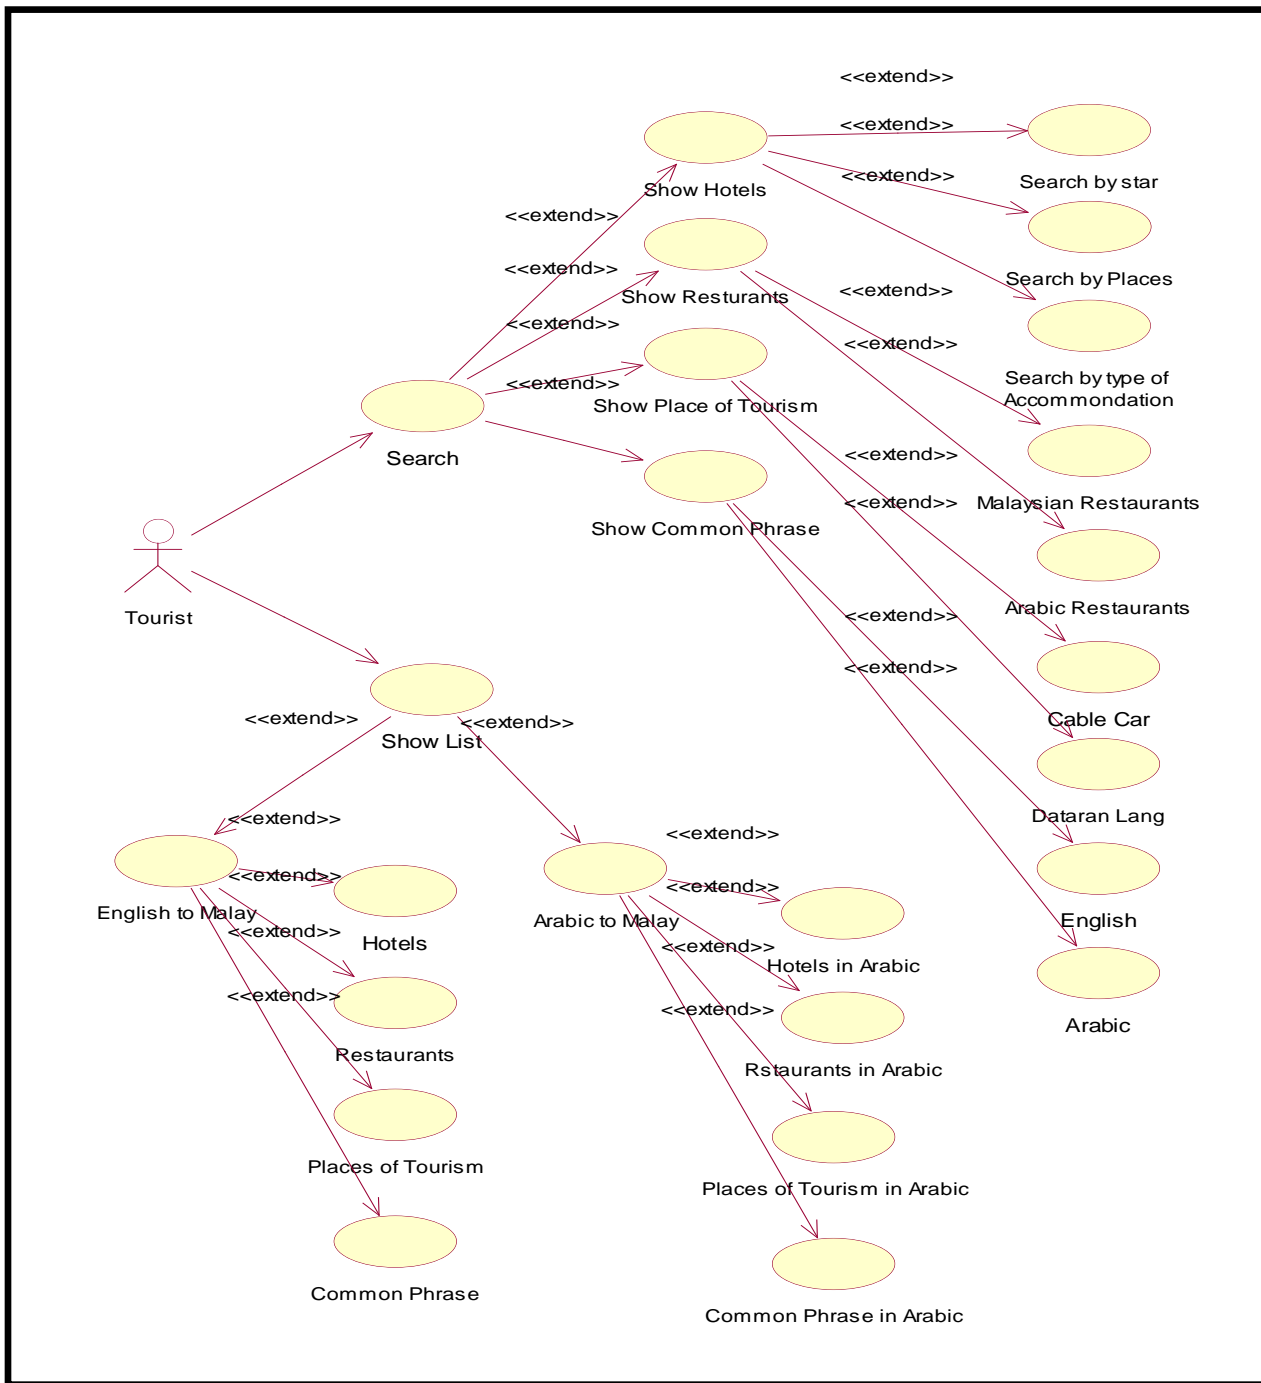 <<extend>>
<<extend>>
<<extend>>
Search by star
Show Hotels
<<extend>>
Search by Places
<<extend>>
Show Resturants
<<extend>>
<<extend>>
<<extend>>
Search by type of
Accommondation
<<extend>>
Show Place of Tourism
Search
<<extend>>
Malaysian Restaurants
<<extend>>
Show Common Phrase
Arabic Restaurants
<<extend>>
Tourist
<<extend>>
Cable Car
<<extend>>
<<extend>>
Show List
Dataran Lang
<<extend>>
<<extend>>
<<extend>>
<<extend>>
English to Malay
Arabic to Malay
English
<<extend>>
Hotels
<<extend>>
Hotels in Arabic
<<extend>>
<<extend>>
Arabic
Restaurants
Rstaurants in Arabic
Places of Tourism
Places of Tourism in Arabic
Common Phrase
Common Phrase in Arabic